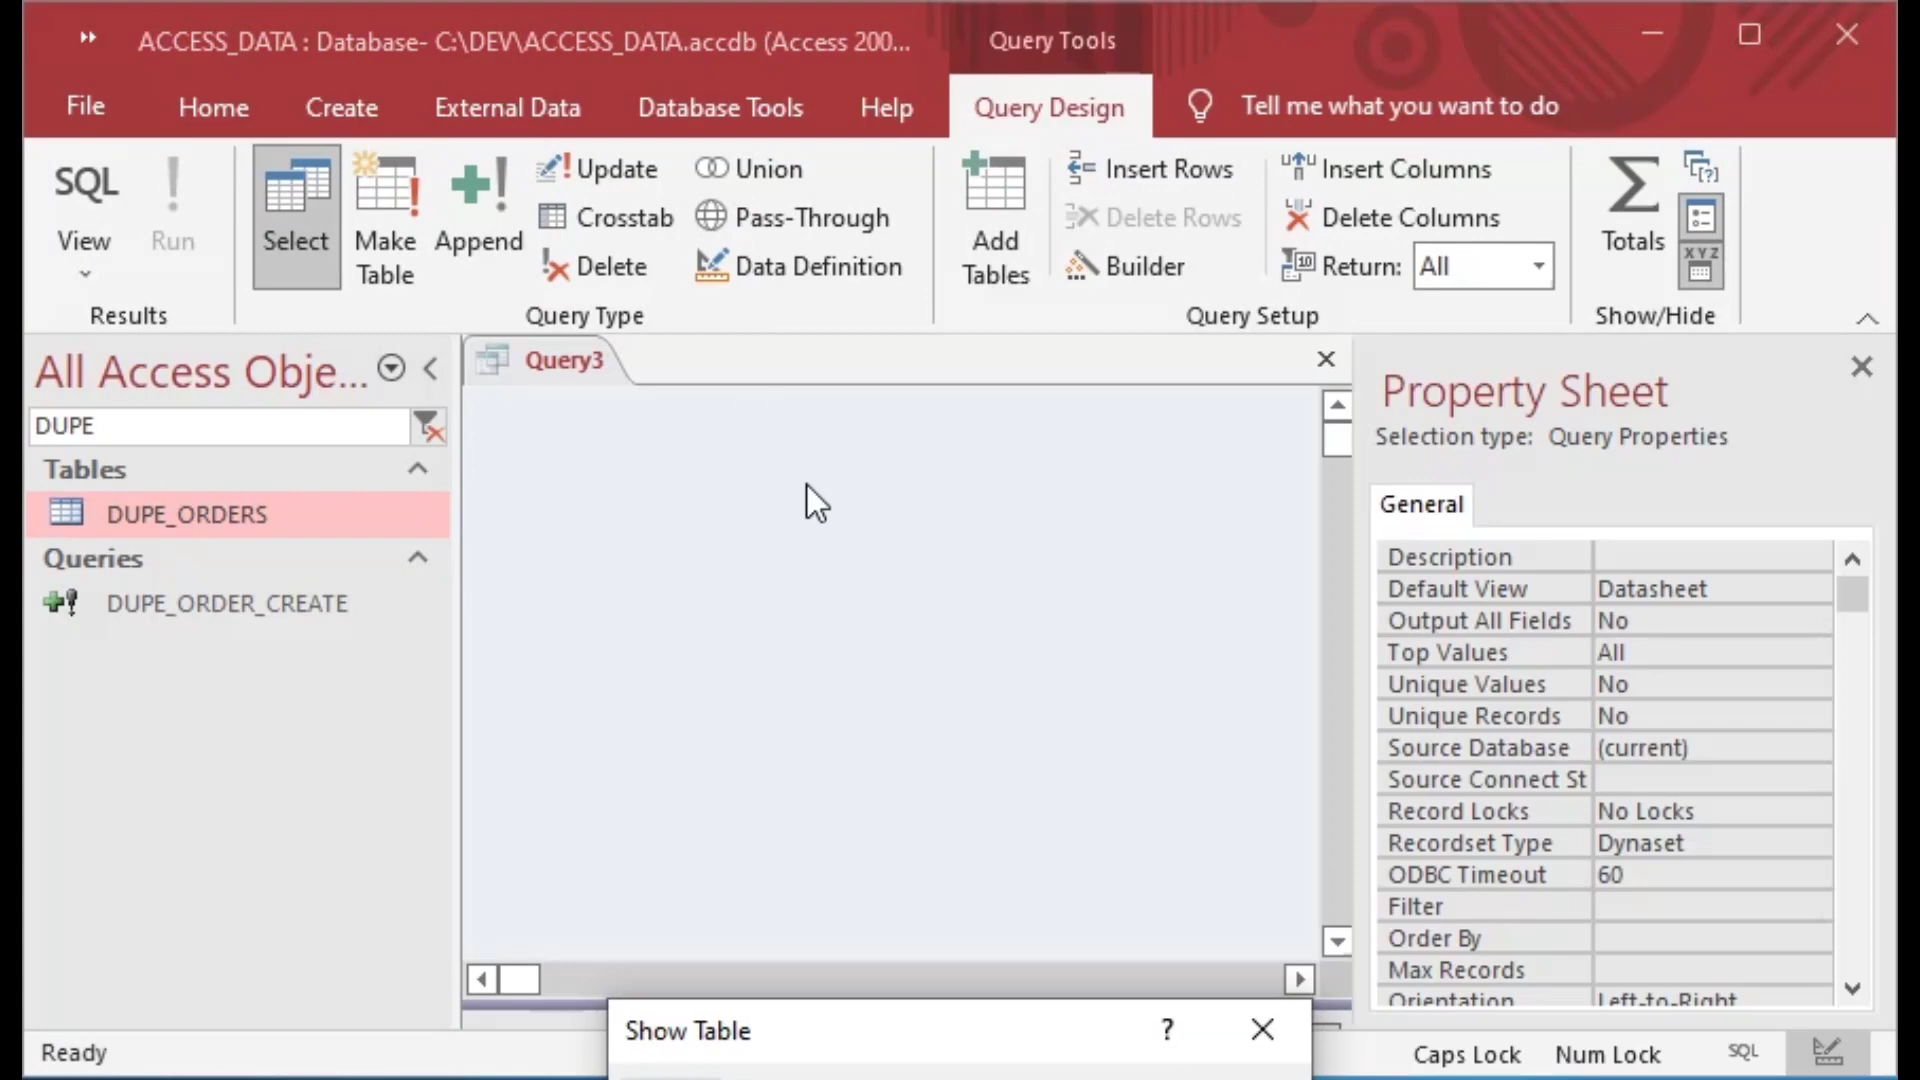 ACCESS_DATA : Database- C:\DEV\ACCESS_DATA.accdb (Access 200...
Query Tools
File Home Create External Data Database Tools Help Query Design Tell me what you want to do
SQL
View
Run
Select
Make
Table
Append
Update
Crosstab
Delete
Union
Pass-Through
Data Definition
Add
Tables
Insert Rows
Delete Rows
Builder
Insert Columns
Delete Columns
10 Return: All
Totals
XYZ
Results Query Type Query Setup Show/Hide
All Access Obje...
DUPE
Tables
DUPE_ORDERS
Queries
DUPE_ORDER_CREATE
Query3
Property Sheet
Selection type: Query Properties
General
Description
Default View Datasheet
Output All Fields No
Top Values All
Unique Values No
Unique Records No
Source Database (current)
Source Connect St
Record Locks No Locks
Recordset Type Dynaset
ODBC Timeout 60
Filter
Order By
Max Records
Orientation Left-to-Right
Show Table ?
Ready Caps Lock Num Lock SQL